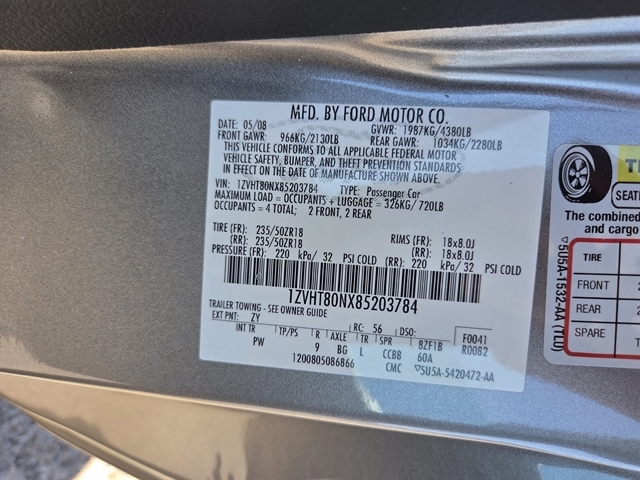 MFD. BY FORD MOTOR CO.
DATE: 05/08 GVWR: 1987KG/4380LB
FRONT GAWR: 966KG/2130LB REAR GAWR: 1034KG/2280LB
THIS VEHICLE CONFORMS TO ALL APPLICABLE FEDERAL MOTOR
VEHICLE SAFETY, BUMPER, AND THEFT PREVENTION STANDARDS
IN EFFECT ON THE DATE OF MANUFACTURE SHOWN ABOVE.
VIN: 1ZVHT80NX85203784 TYPE: Passenger Car
MAXIMUM LOAD = OCCUPANTS + LUGGAGE = 326KG/720LB
OCCUPANTS = 4 TOTAL; 2 FRONT, 2 REAR
TIRE (FR): 235/50ZR18 RIMS (FR): 18x8.0J
(RR): 235/50ZR18 (RR): 18x8.0J
PRESSURE (FR): 220 kPa/ 32 PSI COLD (RR): 220 kPa/ 32 PSI COLD
1ZVHT80NX85203784
TRAILER TOWING - SEE OWNER GUIDE
EXT PNT: ZY RC: 56 DSO: F0041
INT TR TP/PS R AXLE TR SPR 8ZF1B R0082
PW 9 BG L CCBB 60A
1200805086866 CMC ▽5U5A-5420472-AA
SEATI
The combined
and cargo
TIRE
FRONT
REAR
SPARE
▽5U5A-1532-AA (TL0)